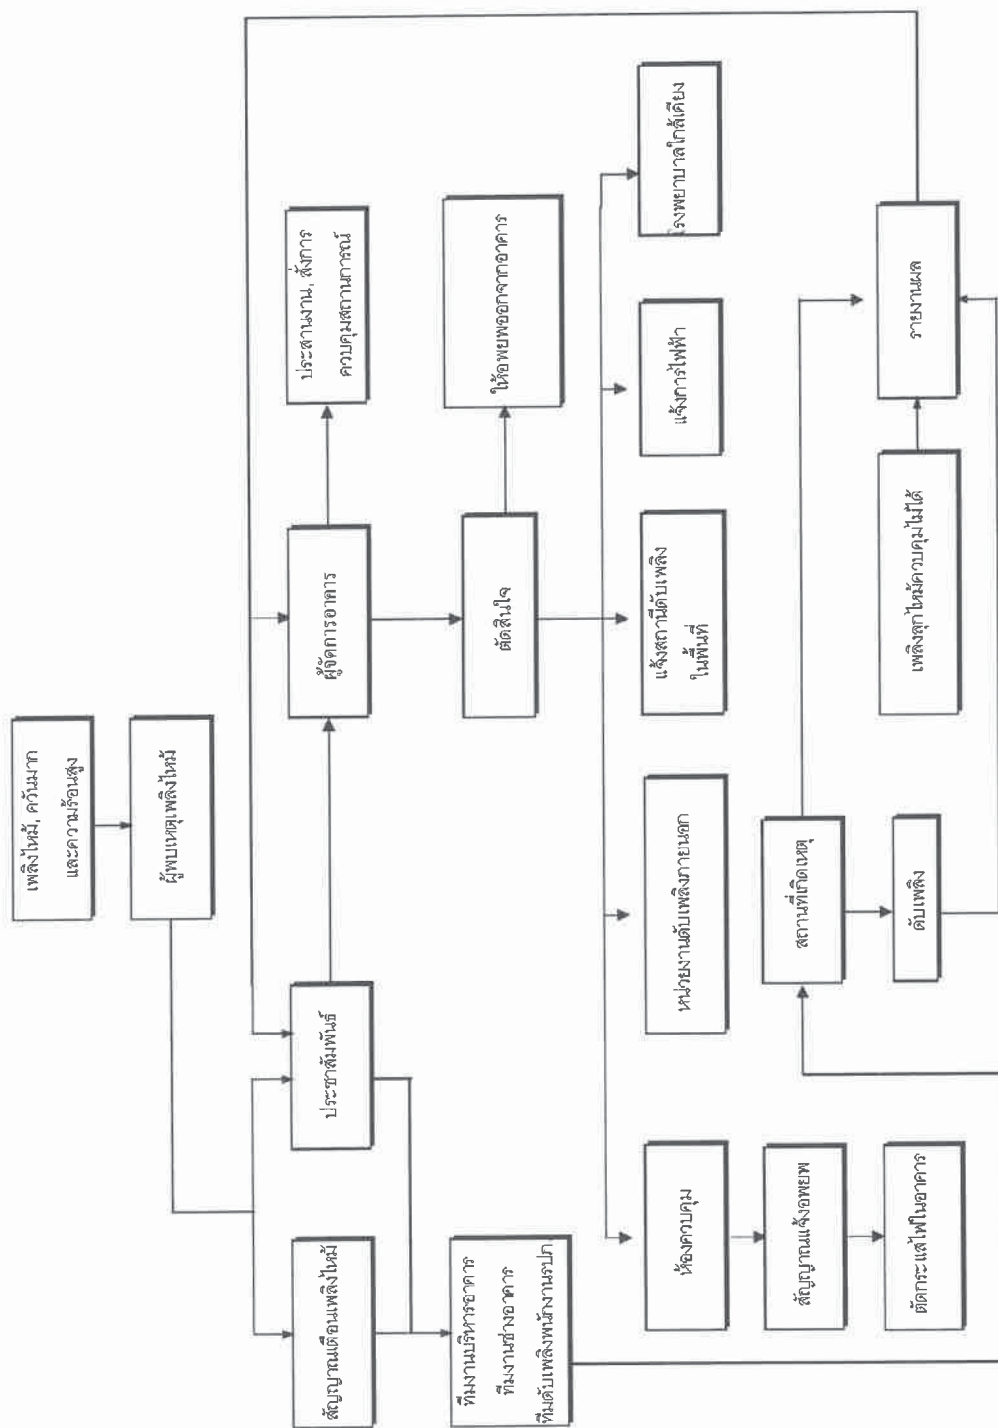 เพลิงไหม้, ควันมาก
และความร้อนสูง
ผู้พบเหตุเพลิงไหม้
สัญญาณเตือนเพลิงไหม้
ประชาสัมพันธ์
ผู้จัดการอาคาร
ประสานงาน, สั่งการ
ควบคุมสถานการณ์
ทีมงานบริหารอาคาร
ทีมงานช่างอาคาร
ทีมดับเพลิงพนักงานรปภ.
ตัดสินใจ
ให้อพยพออกจากอาคาร
ห้องควบคุม
หน่วยงานดับเพลิงภายนอก
แจ้งสถานีดับเพลิง
ในพื้นที่
แจ้งการไฟฟ้า
โรงพยาบาลใกล้เคียง
สัญญาณแจ้งอพยพ
สถานที่เกิดเหตุ
ตัดกระแสไฟในอาคาร
ดับเพลิง
เพลิงลุกไหม้ควบคุมไม่ได้
รายงานผล